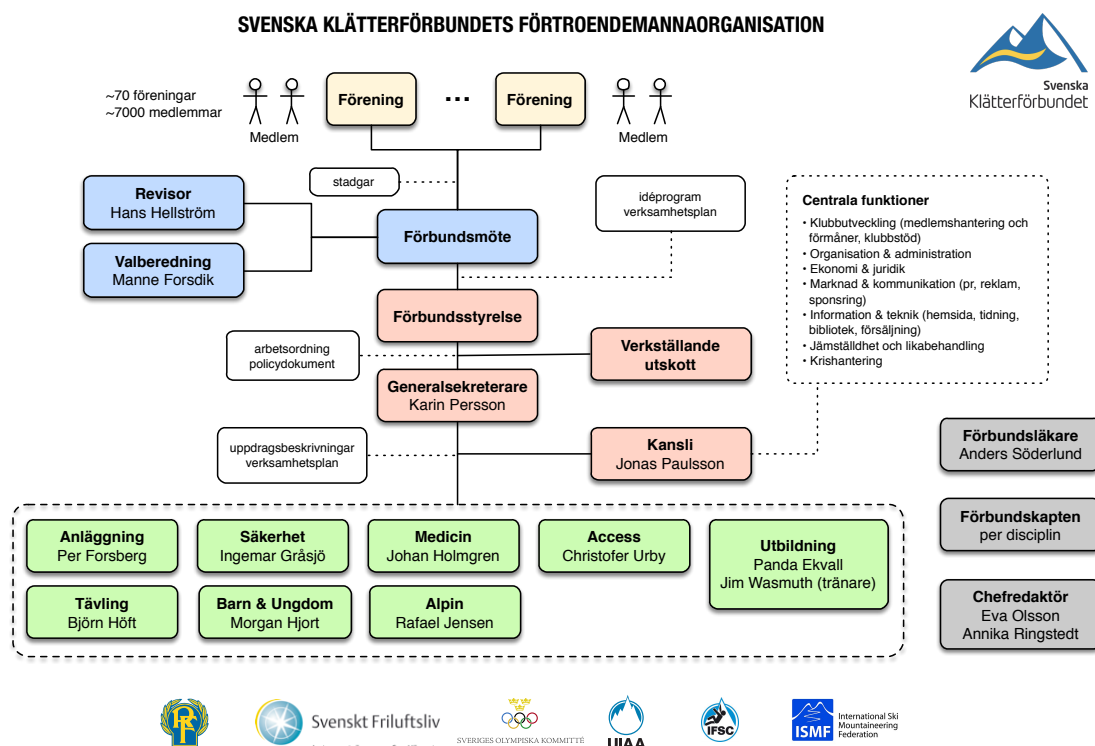 SVENSKA KLÄTTERFÖRBUNDETS FÖRTROENDEMANNAORGANISATION
Svenska
Klätterförbundet
~70 föreningar
~7000 medlemmar
Medlem
Förening
...
Förening
Medlem
stadgar
idéprogram
verksamhetsplan
Revisor
Hans Hellström
Valberedning
Manne Forsdik
Förbundsmöte
Centrala funktioner
• Klubbutveckling (medlemshantering och
förmåner, klubbstöd)
• Organisation & administration
• Ekonomi & juridik
• Marknad & kommunikation (pr, reklam,
sponsring)
• Information & teknik (hemsida, tidning,
bibliotek, försäljning)
• Jämställdhet och likabehandling
• Krishantering
Förbundsstyrelse
arbetsordning
policydokument
Verkställande
utskott
Generalsekreterare
Karin Persson
uppdragsbeskrivningar
verksamhetsplan
Kansli
Jonas Paulsson
Förbundsläkare
Anders Söderlund
Förbundskapten
per disciplin
Chefredaktör
Eva Olsson
Annika Ringstedt
Anläggning
Per Forsberg
Säkerhet
Ingemar Gråsjö
Medicin
Johan Holmgren
Access
Christofer Urby
Utbildning
Panda Ekvall
Jim Wasmuth (tränare)
Tävling
Björn Höft
Barn & Ungdom
Morgan Hjort
Alpin
Rafael Jensen
Svenskt Friluftsliv
SVERIGES OLYMPISKA KOMMITTÉ
UIAA
IFSC
ISMF
International Ski
Mountaineering
Federation